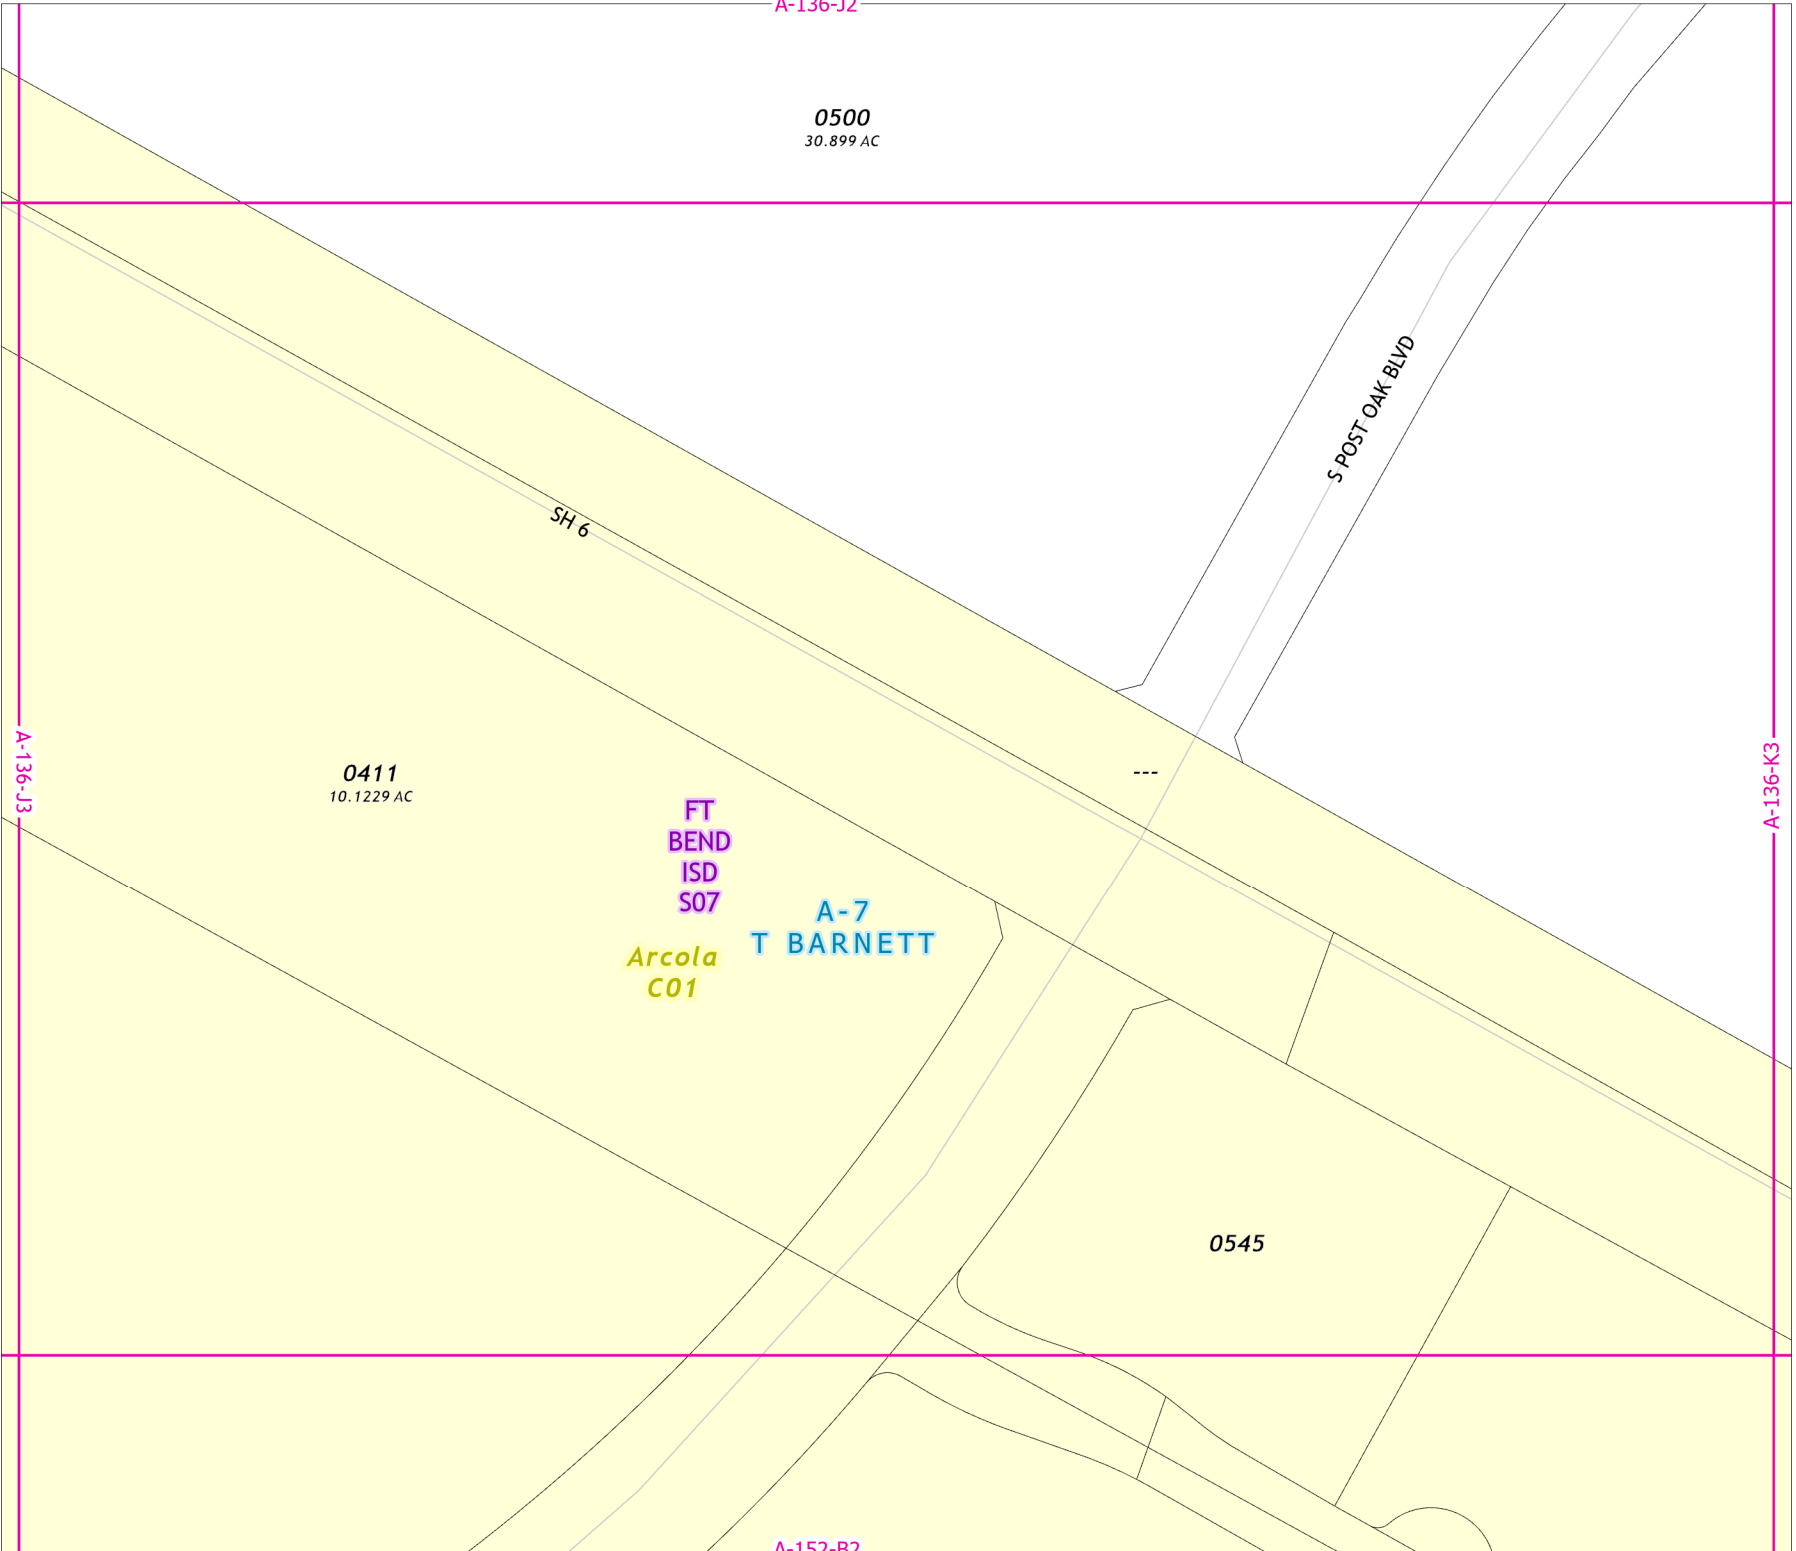 A-136-J2
0500
30.899 AC
S POST OAK BLVD
SH 6
A-136-J3
A-136-K3
---
0411
10.1229 AC
FT
BEND
ISD
S07
A-7
T BARNETT
Arcola
C01
0545
A-152-B2